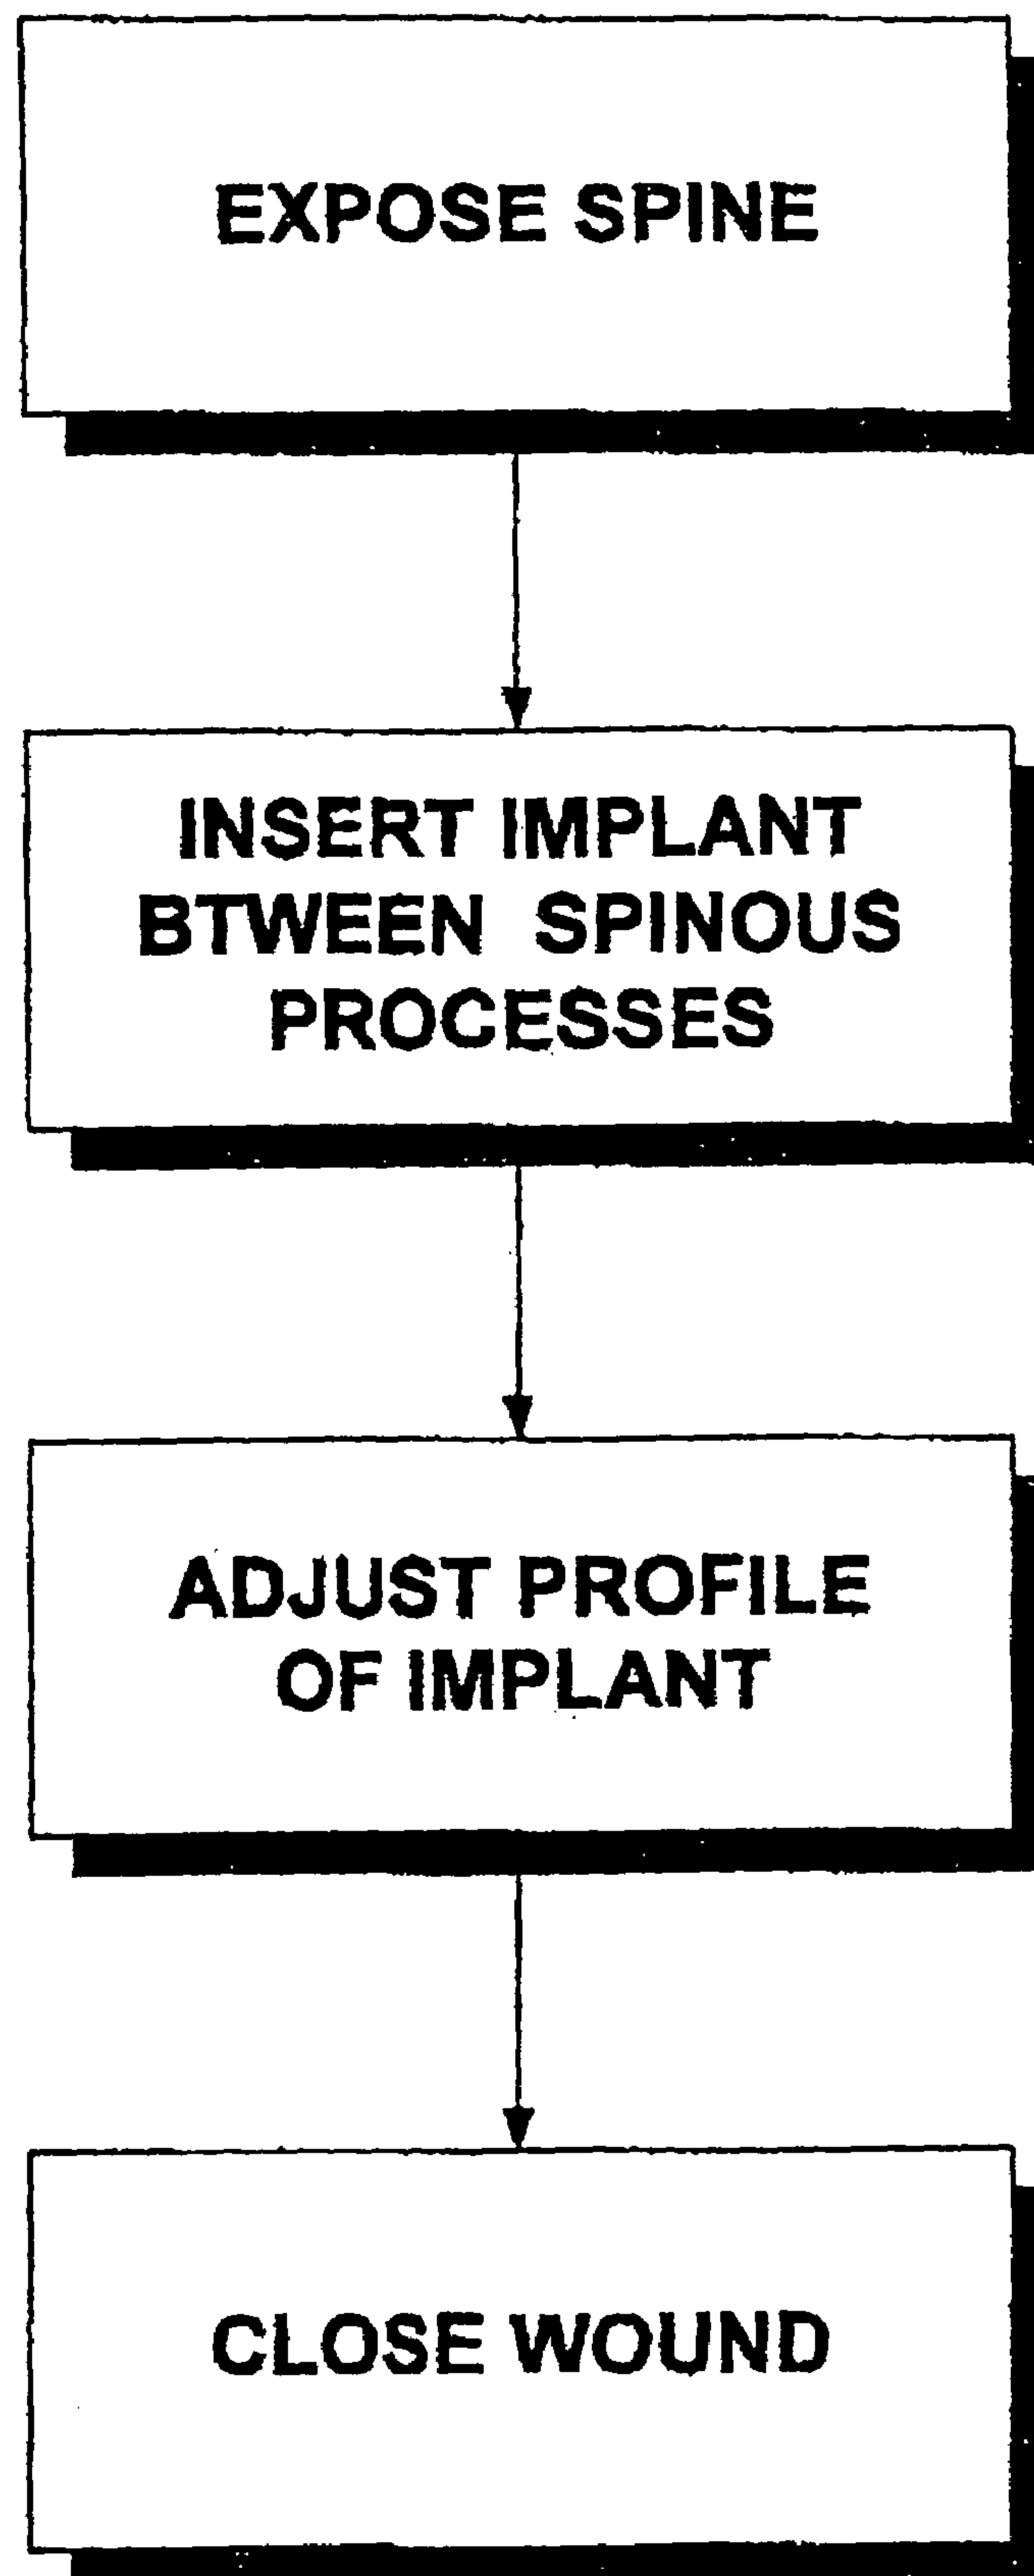 EXPOSE SPINE
INSERT IMPLANT
BTWEEN SPINOUS
PROCESSES
ADJUST PROFILE
OF IMPLANT
CLOSE WOUND